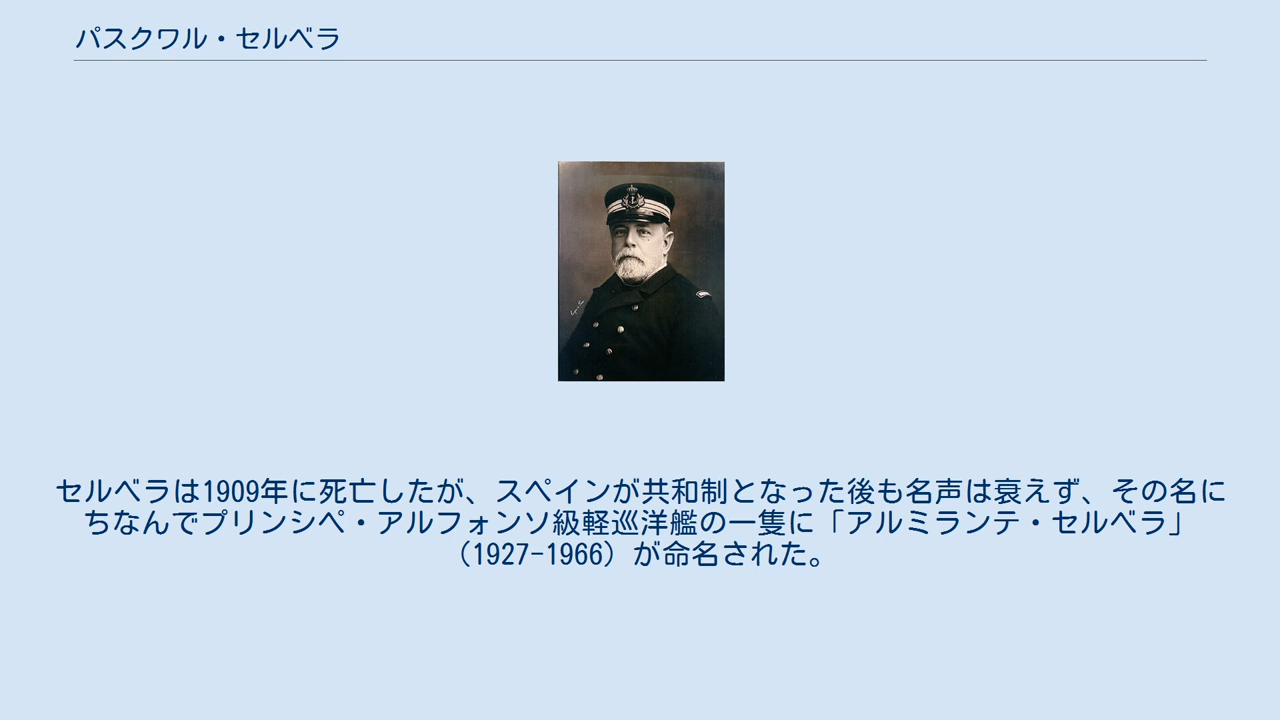 パスクワル・セルベラ
セルベラは1909年に死亡したが、スペインが共和制となった後も名声は衰えず、その名に
ちなんでプリンシペ・アルフォンソ級軽巡洋艦の一隻に「アルミランテ・セルベラ」
（1927-1966）が命名された。